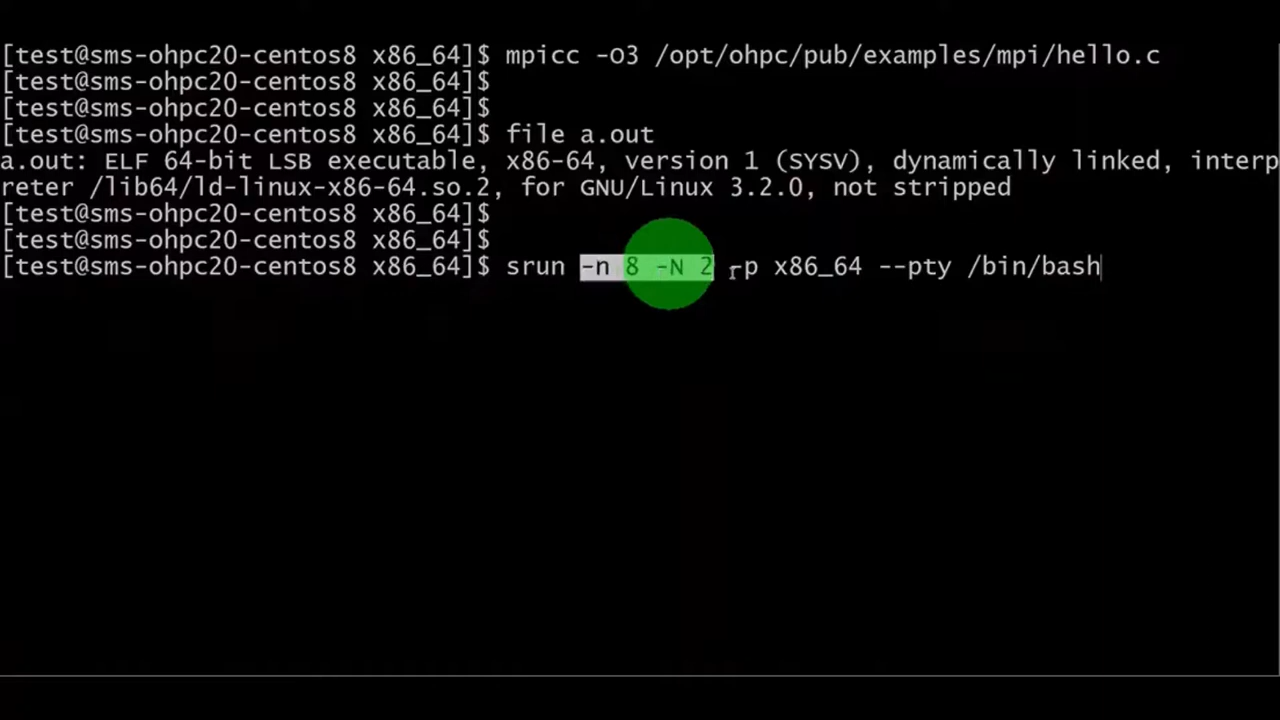 [test@sms-ohpc20-centos8 x86_64]$ mpicc -O3 /opt/ohpc/pub/examples/mpi/hello.c
[test@sms-ohpc20-centos8 x86_64]$
[test@sms-ohpc20-centos8 x86_64]$
[test@sms-ohpc20-centos8 x86_64]$ file a.out
a.out: ELF 64-bit LSB executable, x86-64, version 1 (SYSV), dynamically linked, interp
reter /lib64/ld-linux-x86-64.so.2, for GNU/Linux 3.2.0, not stripped
[test@sms-ohpc20-centos8 x86_64]$
[test@sms-ohpc20-centos8 x86_64]$
[test@sms-ohpc20-centos8 x86_64]$ srun -n 8 -N 2 -p x86_64 --pty /bin/bash